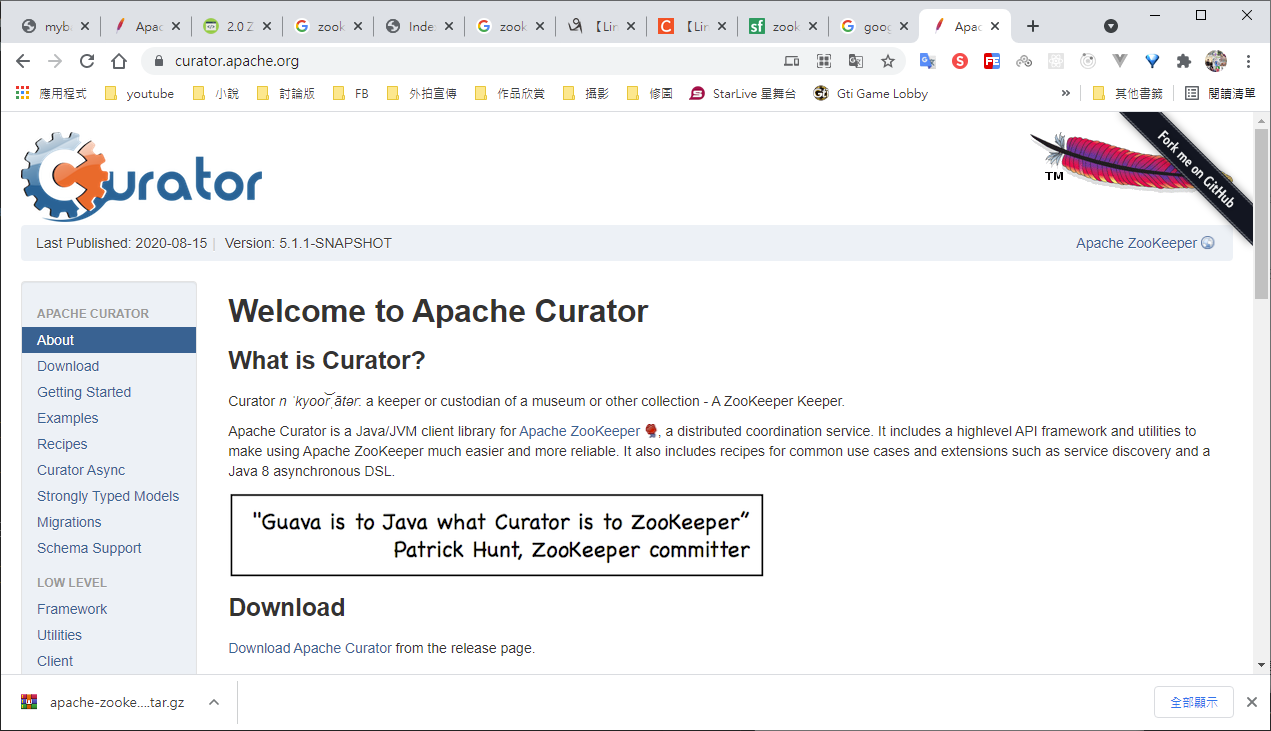 myb
Apac
2.0 Z
zook
Inde
zook
【Lin
【Lin
zook
goog
Apac
curator.apache.org
應用程式
youtube
小說
討論版
FB
外拍宣傳
作品欣賞
攝影
修圖
StarLive 星舞台
Gti Game Lobby
»
其他書籤
閱讀清單
Curator
TM
Fork me on GitHub
Last Published: 2020-08-15 | Version: 5.1.1-SNAPSHOT
Apache ZooKeeper
APACHE CURATOR
About
Download
Getting Started
Examples
Recipes
Curator Async
Strongly Typed Models
Migrations
Schema Support
LOW LEVEL
Framework
Utilities
Client
Welcome to Apache Curator
What is Curator?
Curator n ˈkyoor͝ˌātər: a keeper or custodian of a museum or other collection - A ZooKeeper Keeper.
Apache Curator is a Java/JVM client library for Apache ZooKeeper, a distributed coordination service. It includes a highlevel API framework and utilities to
make using Apache ZooKeeper much easier and more reliable. It also includes recipes for common use cases and extensions such as service discovery and a
Java 8 asynchronous DSL.
"Guava is to Java what Curator is to ZooKeeper”
Patrick Hunt, ZooKeeper committer
Download
Download Apache Curator from the release page.
apache-zooke....tar.gz
全部顯示